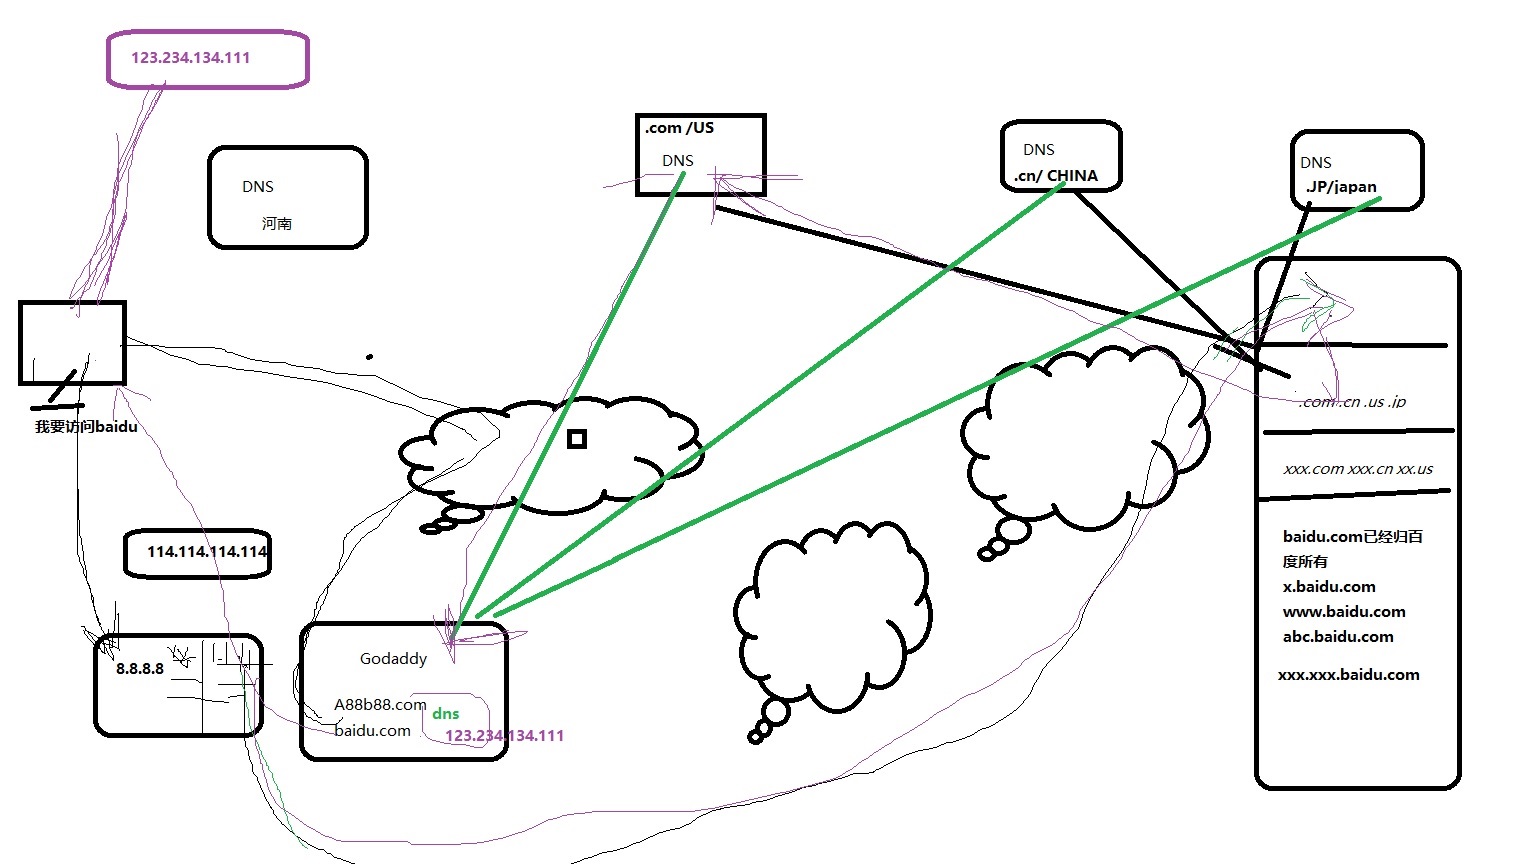 123.234.134.111
DNS
河南
.com /US
DNS
DNS
.cn/ CHINA
DNS
.JP/japan
我要访问baidu
.com .cn .us .jp
xxx.com xxx.cn xx.us
baidu.com已经归百
度所有
x.baidu.com
www.baidu.com
abc.baidu.com
xxx.xxx.baidu.com
114.114.114.114
8.8.8.8
Godaddy
A88b88.com
dns
baidu.com
123.234.134.111